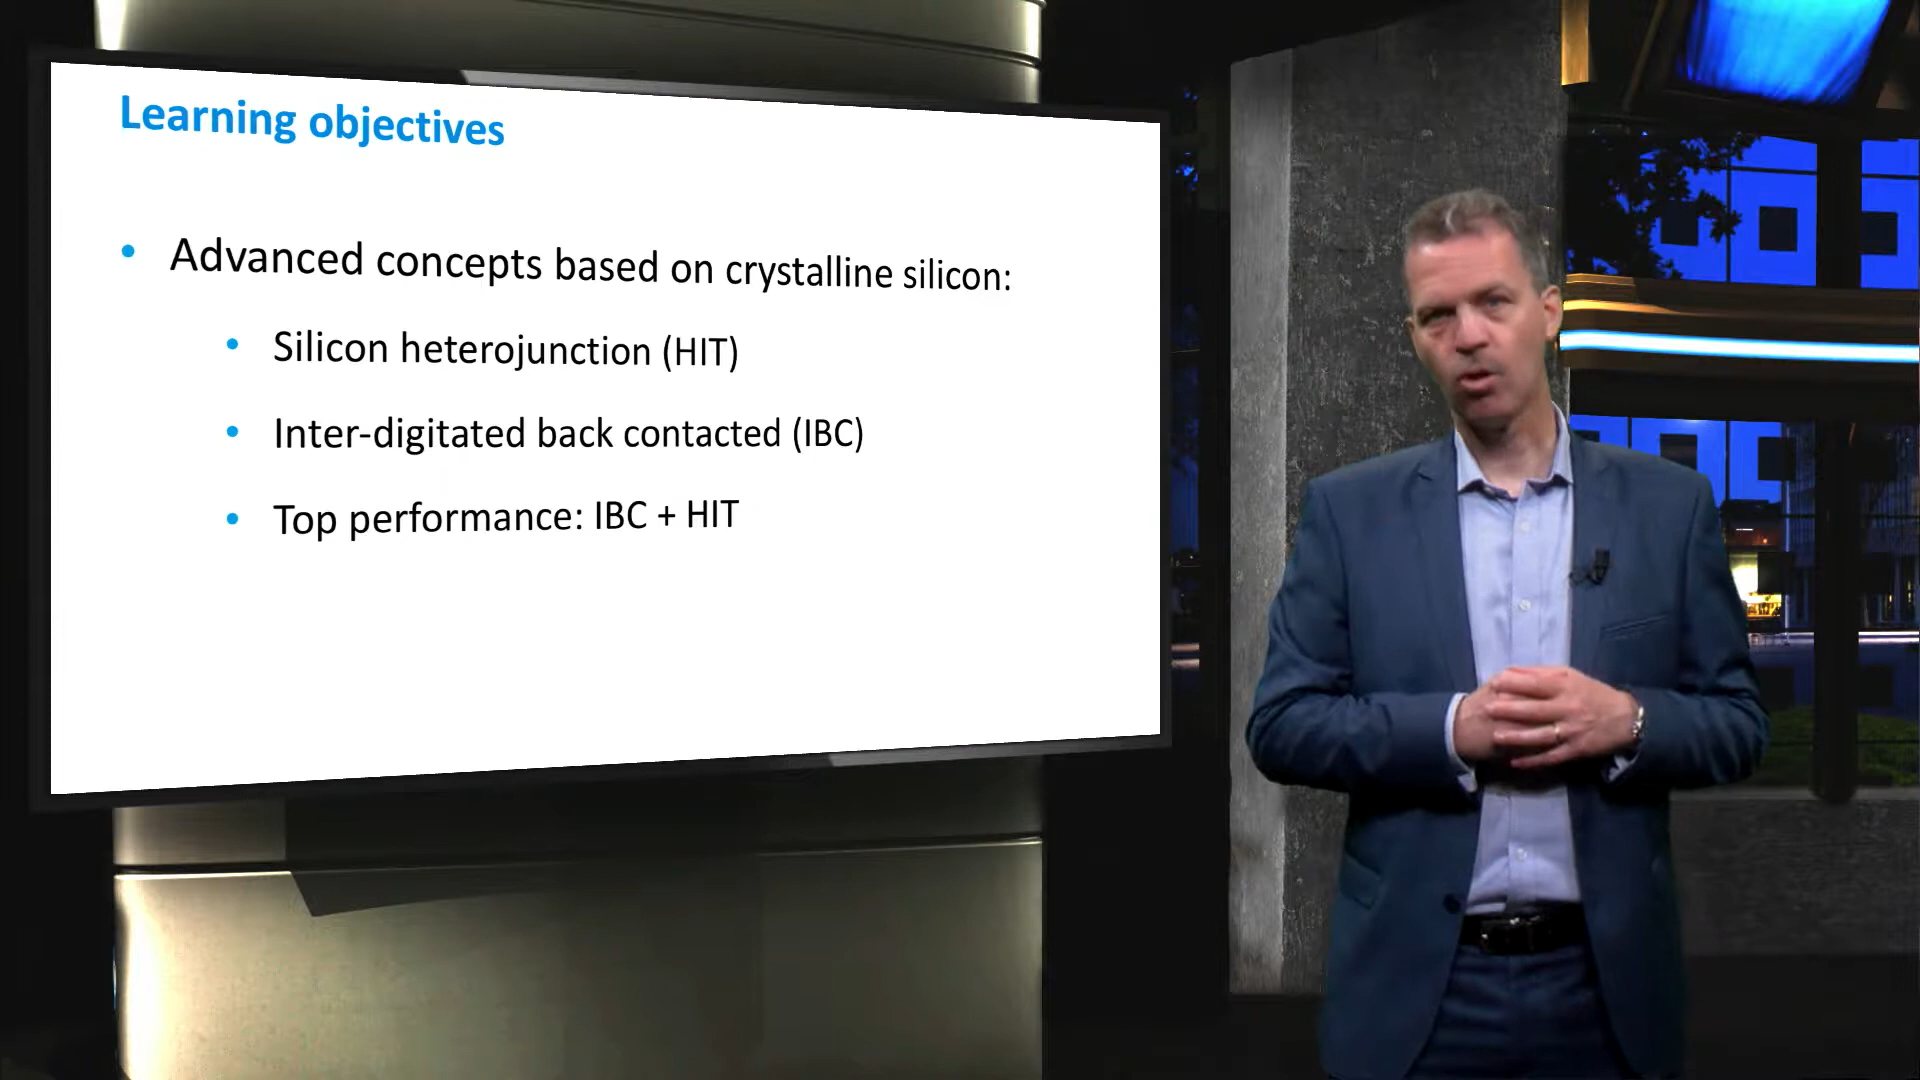 Learning objectives
• Advanced concepts based on crystalline silicon:
• Silicon heterojunction (HIT)
• Inter-digitated back contacted (IBC)
• Top performance: IBC + HIT